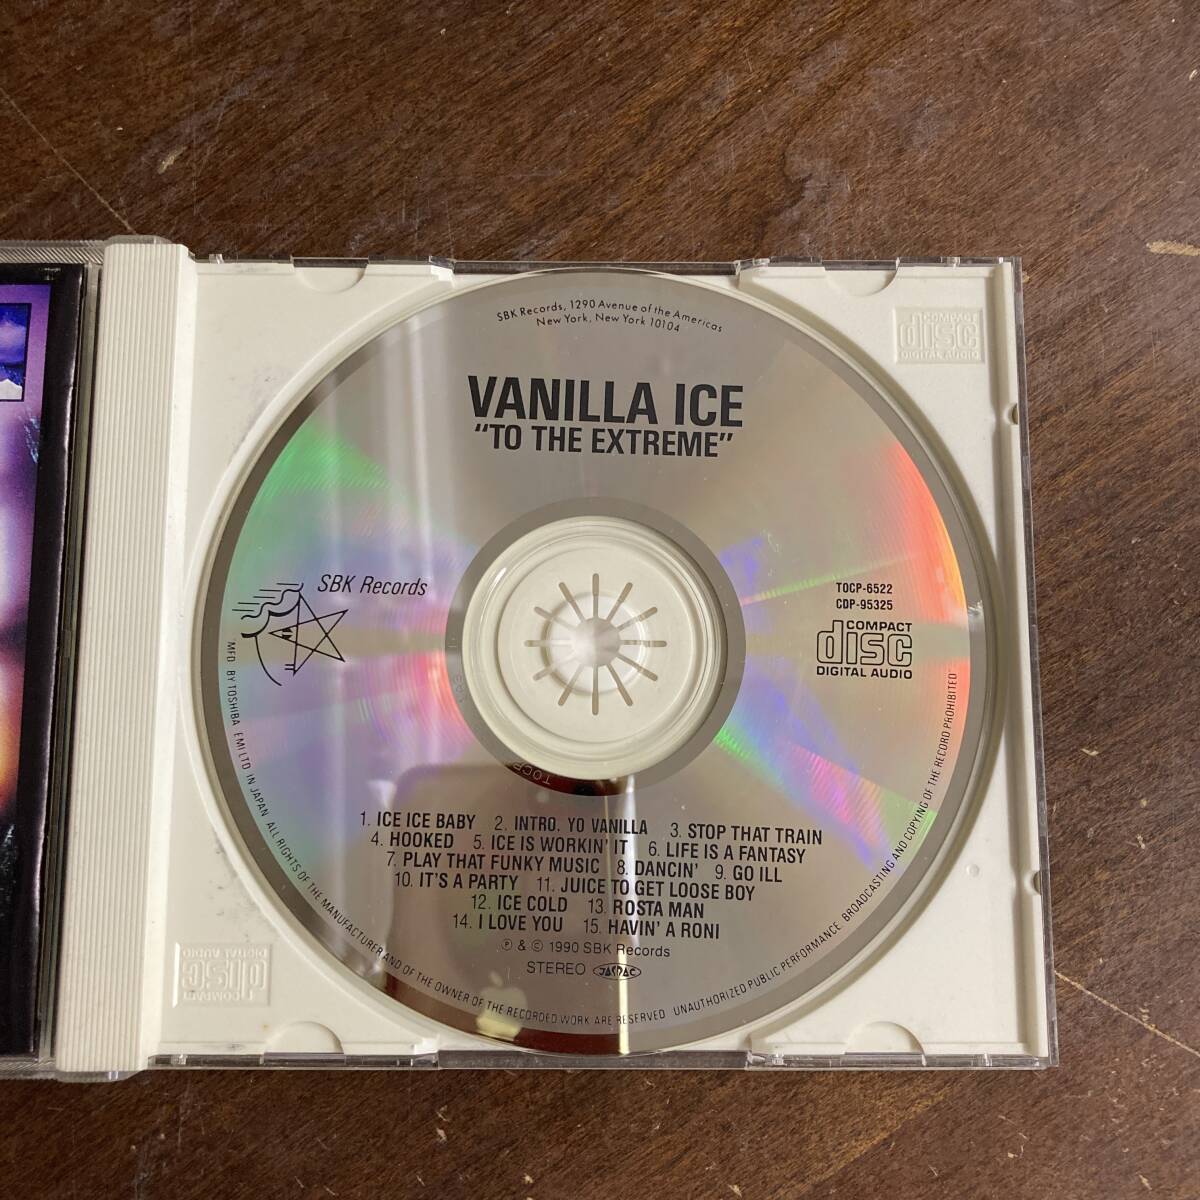 SBK Records, 1290 Avenue of the Americas
New York, New York 10104
VANILLA ICE
"TO THE EXTREME"
SBK Records
TOCP-6522
CDP-95325
COMPACT
disc
DIGITAL AUDIO
1. ICE ICE BABY 2. INTRO. YO VANILLA 3. STOP THAT TRAIN
4. HOOKED 5. ICE IS WORKIN' IT 6. LIFE IS A FANTASY
7. PLAY THAT FUNKY MUSIC 8. DANCIN' 9. GO ILL
10. IT'S A PARTY 11. JUICE TO GET LOOSE BOY
12. ICE COLD 13. ROSTA MAN
14. I LOVE YOU 15. HAVIN' A RONI
Ⓟ & © 1990 SBK Records
STEREO JASRAC
MFD BY TOSHIBA EMI LTD IN JAPAN. ALL RIGHTS OF THE MANUFACTURER AND OF THE OWNER OF THE RECORDED WORK ARE RESERVED UNAUTHORIZED PUBLIC PERFORMANCE. BROADCASTING AND COPYING OF THE RECORD PROHIBITED
COMPACT
disc
DIGITAL AUDIO
COMPACT
disc
DIGITAL AUDIO